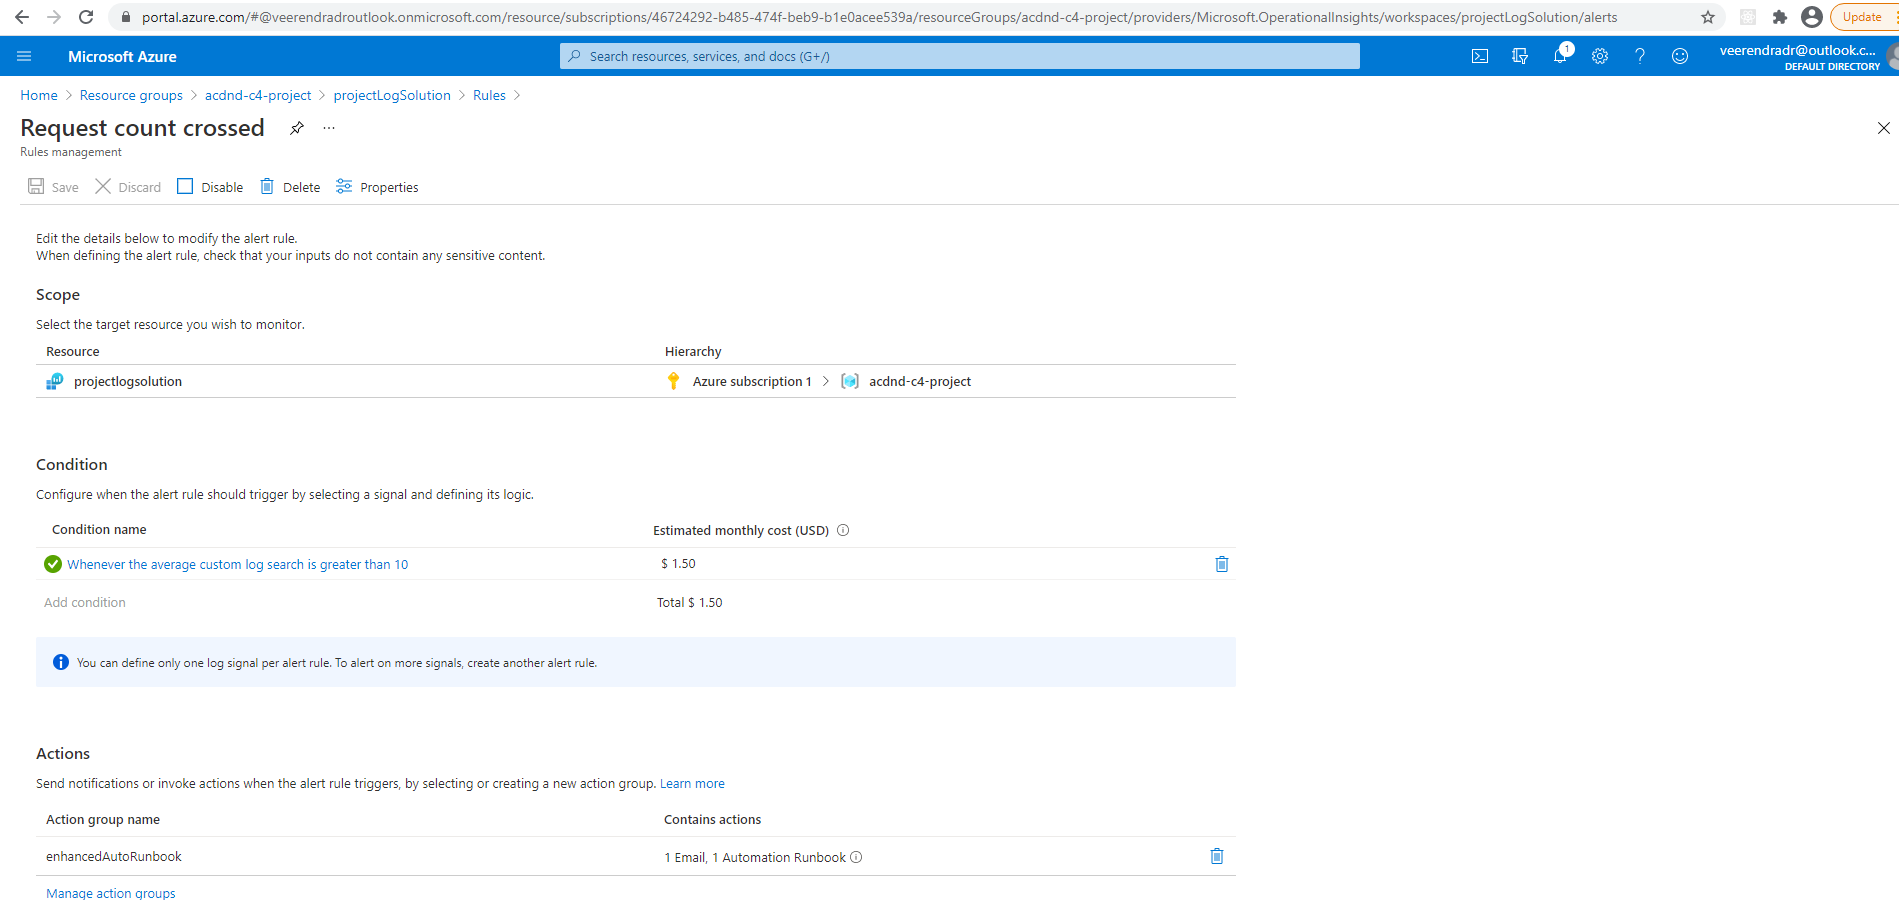 portal.azure.com/#@veerendradroutlook.onmicrosoft.com/resource/subscriptions/46724292-b485-474f-beb9-b1e0acee539a/resourceGroups/acdnd-c4-project/providers/Microsoft.OperationalInsights/workspaces/projectLogSolution/alerts Update
Microsoft Azure Search resources, services, and docs (G+/) 1 veerendradr@outlook.c...
DEFAULT DIRECTORY
Home > Resource groups > acdnd-c4-project > projectLogSolution > Rules >
Request count crossed ...
Rules management
Save Discard Disable Delete Properties
Edit the details below to modify the alert rule.
When defining the alert rule, check that your inputs do not contain any sensitive content.
Scope
Select the target resource you wish to monitor.
Resource Hierarchy
projectlogsolution Azure subscription 1 > acdnd-c4-project
Condition
Configure when the alert rule should trigger by selecting a signal and defining its logic.
Condition name Estimated monthly cost (USD)
Whenever the average custom log search is greater than 10 $ 1.50
Add condition Total $ 1.50
You can define only one log signal per alert rule. To alert on more signals, create another alert rule.
Actions
Send notifications or invoke actions when the alert rule triggers, by selecting or creating a new action group. Learn more
Action group name Contains actions
enhancedAutoRunbook 1 Email, 1 Automation Runbook
Manage action groups